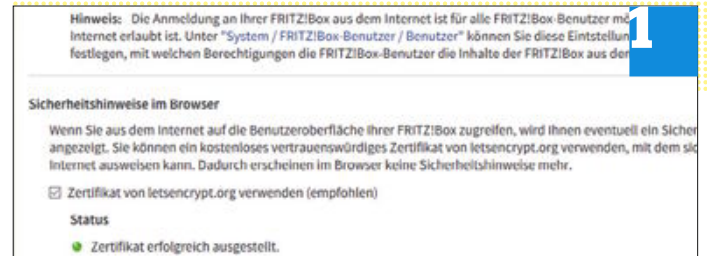 Hinweis: Die Anmeldung an Ihrer FRITZ!Box aus dem Internet ist für alle FRITZ!Box-Benutzer
Internet erlaubt ist. Unter "System / FRITZ!Box-Benutzer / Benutzer" können Sie diese Eintstellun
festlegen, mit welchen Berechtigungen die FRITZ!Box-Benutzer die Inhalte der FRITZ!Box aus
1
Sicherheitshinweise im Browser
Wenn Sie aus dem Internet auf die Benutzeroberfläche Ihrer FRITZ!Box zugreifen, wird Ihnen eventuell ein Sicher
angezeigt. Sie können ein kostenloses vertrauenswürdiges Zertifikat von letsencrypt.org verwenden, mit dem
Internet ausweisen kann. Dadurch erscheinen im Browser keine Sicherheitshinweise mehr.
Zertifikat von letsencrypt.org verwenden (empfohlen)
Status
Zertifikat erfolgreich ausgestellt.